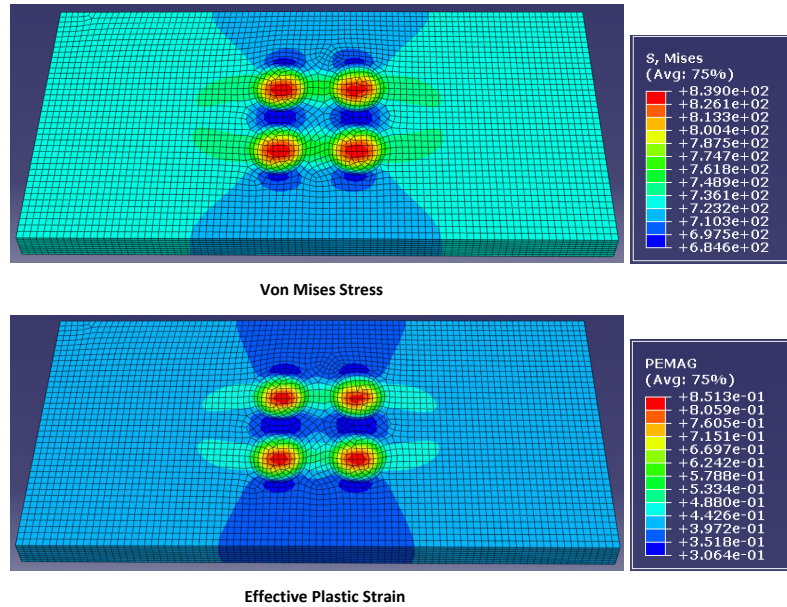 S, Mises
(Avg: 75%)
+8.390e+02
+8.261e+02
+8.133e+02
+8.004e+02
+7.875e+02
+7.747e+02
+7.618e+02
+7.489e+02
+7.361e+02
+7.232e+02
+7.103e+02
+6.975e+02
+6.846e+02
Von Mises Stress
PEMAG
(Avg: 75%)
+8.513e-01
+8.059e-01
+7.605e-01
+7.151e-01
+6.697e-01
+6.242e-01
+5.788e-01
+5.334e-01
+4.880e-01
+4.426e-01
+3.972e-01
+3.518e-01
+3.064e-01
Effective Plastic Strain